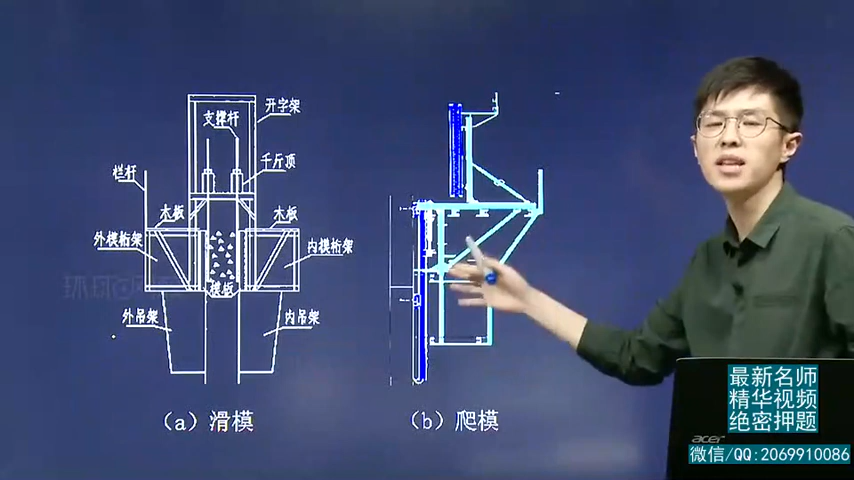 开字架
支撑杆
千斤顶
栏杆
木板
木板
外模桁架
内模桁架
模板
外吊架
内吊架
(a) 滑模
(b) 爬模
acer
最新名师
精华视频
绝密押题
微信/QQ:2069910086